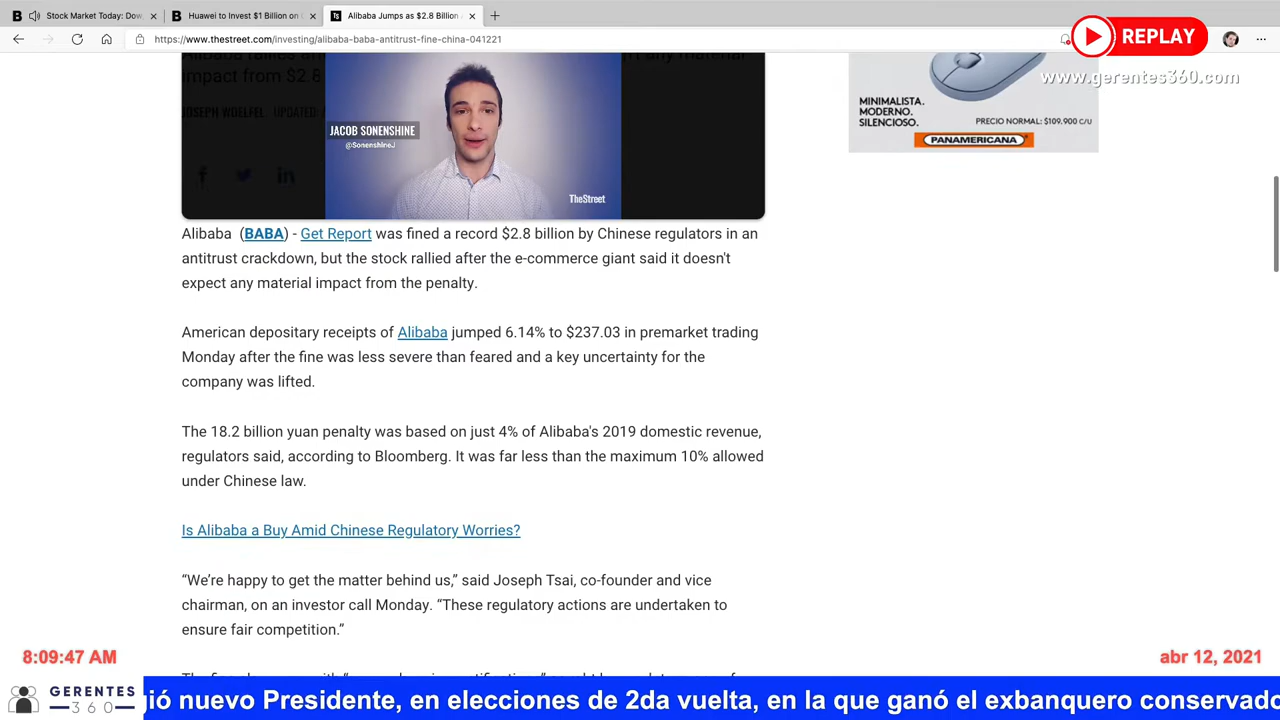 Stock Market Today: Dow,
Huawei to Invest $1 Billion on
Alibaba Jumps as $2.8 Billion
https://www.thestreet.com/investing/alibaba-baba-antitrust-fine-china-041221
REPLAY
www.gerentes360.com
impact from $2.8
JOSEPH WOELFEL UPDATED:
JACOB SONENSHINE
@SonenshineJ
TheStreet
MINIMALISTA.
MODERNO.
SILENCIOSO.
PRECIO NORMAL: $109,900 C/U
PANAMERICANA
Alibaba (BABA) - Get Report was fined a record $2.8 billion by Chinese regulators in an
antitrust crackdown, but the stock rallied after the e-commerce giant said it doesn't
expect any material impact from the penalty.
American depositary receipts of Alibaba jumped 6.14% to $237.03 in premarket trading
Monday after the fine was less severe than feared and a key uncertainty for the
company was lifted.
The 18.2 billion yuan penalty was based on just 4% of Alibaba's 2019 domestic revenue,
regulators said, according to Bloomberg. It was far less than the maximum 10% allowed
under Chinese law.
Is Alibaba a Buy Amid Chinese Regulatory Worries?
“We’re happy to get the matter behind us,” said Joseph Tsai, co-founder and vice
chairman, on an investor call Monday. “These regulatory actions are undertaken to
ensure fair competition.”
8:09:47 AM
abr 12, 2021
GERENTES
360
jió nuevo Presidente, en elecciones de 2da vuelta, en la que ganó el exbanquero conservado